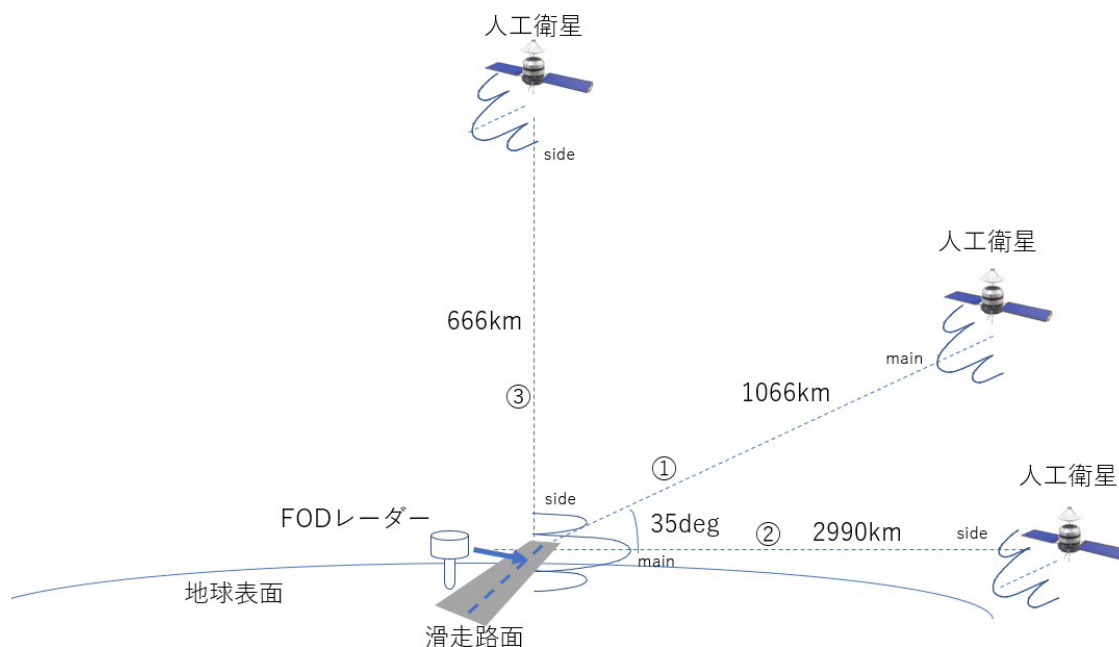 人工衛星
side
人工衛星
666km
main
1066km
③
①
人工衛星
side
FODレーダー
35deg
②
2990km
side
main
地球表面
滑走路面